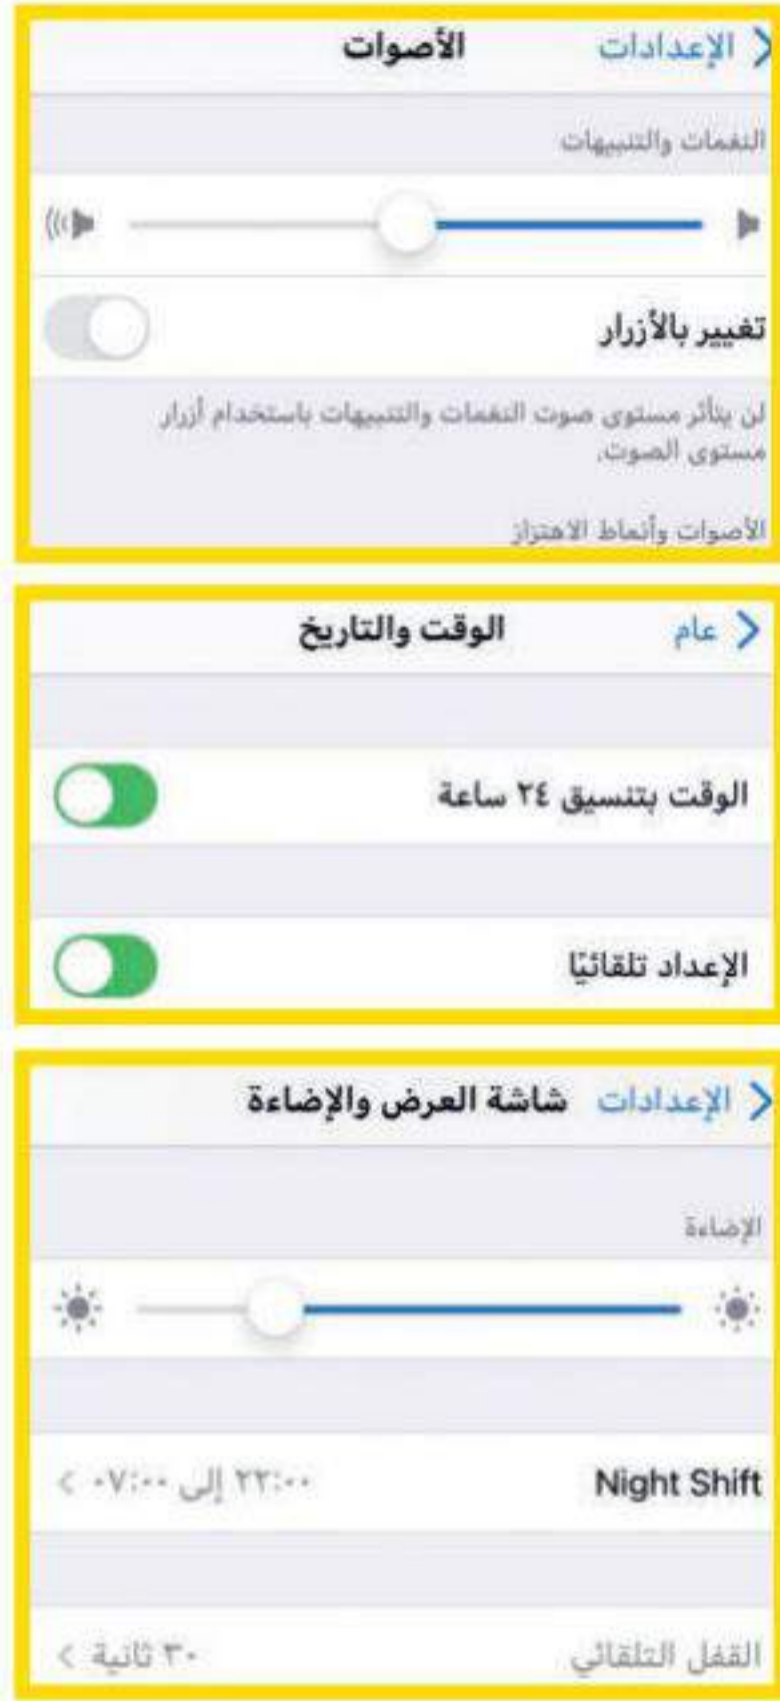 الإعدادات الأصوات
النغمات والتنبيهات
تغيير بالأزرار
لن يتأثر مستوى صوت النغمات والتنبيهات باستخدام أزرار
مستوى الصوت.
الأصوات وأنماط الاهتزاز
عام الوقت والتاريخ
الوقت بتنسيق ٢٤ ساعة
الإعداد تلقائيًا
الإعدادات شاشة العرض والإضاءة
الإضاءة
Night Shift ٢٢:٠٠ إلى ٠٧:٠٠
القفل التلقائي ٣٠ ثانية